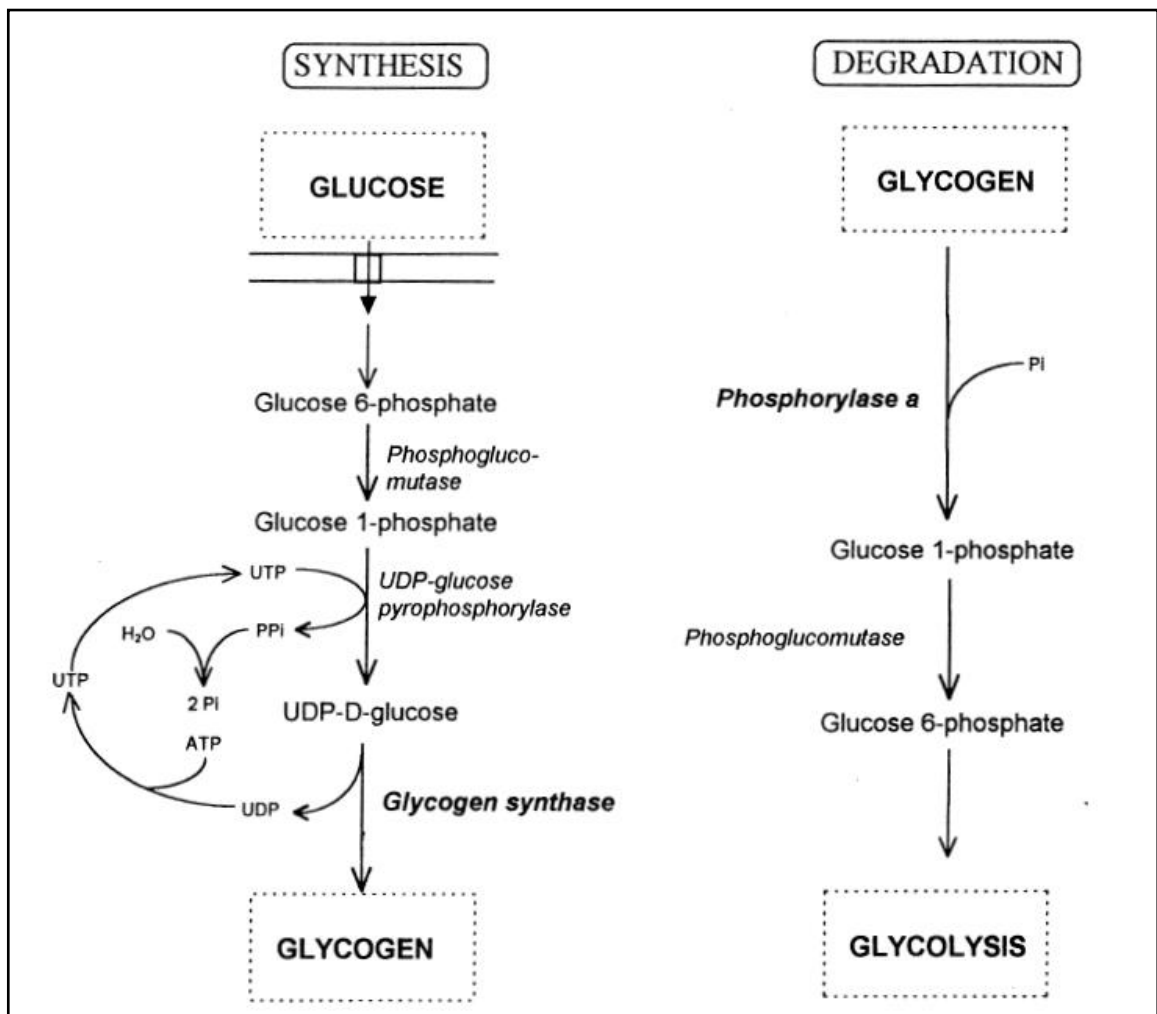 SYNTHESIS
GLUCOSE
Glucose 6-phosphate
Phosphogluco-
mutase
Glucose 1-phosphate
UTP
UDP-glucose
pyrophosphorylase
H₂O
PPi
UTP
2 Pi
UDP-D-glucose
ATP
UDP
Glycogen synthase
GLYCOGEN
DEGRADATION
GLYCOGEN
Pi
Phosphorylase a
Glucose 1-phosphate
Phosphoglucomutase
Glucose 6-phosphate
GLYCOLYSIS